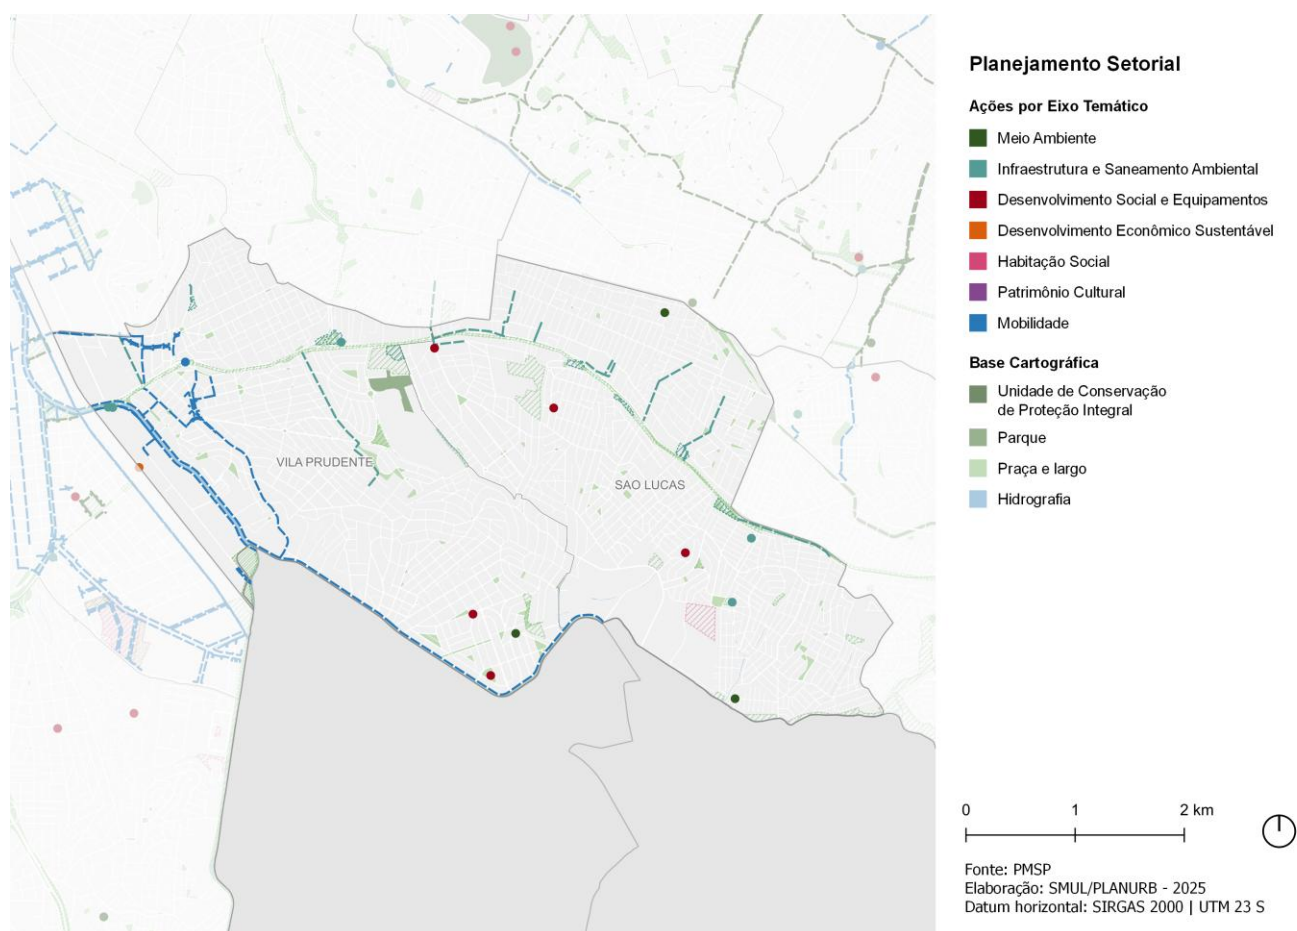 Planejamento Setorial
Ações por Eixo Temático
Meio Ambiente
Infraestrutura e Saneamento Ambiental
Desenvolvimento Social e Equipamentos
Desenvolvimento Econômico Sustentável
Habitação Social
Patrimônio Cultural
Mobilidade
Base Cartográfica
Unidade de Conservação
de Proteção Integral
Parque
Praça e largo
Hidrografia
VILA PRUDENTE
SAO LUCAS
0 1 2 km
Fonte: PMSP
Elaboração: SMUL/PLANURB - 2025
Datum horizontal: SIRGAS 2000 | UTM 23 S